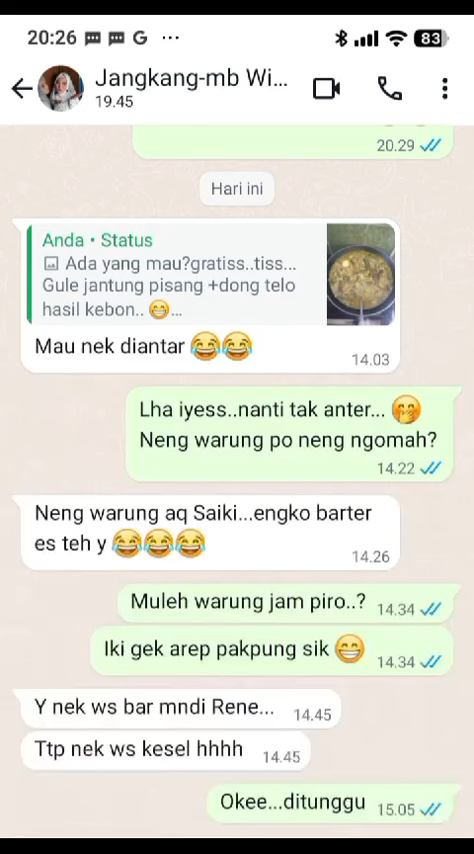 20:26 G ... 83
Jangkang-mb Wi...
19.45
20.29
Hari ini
Anda • Status
Ada yang mau?gratiss..tiss...
Gule jantung pisang +dong telo
hasil kebon.. 😁...
Mau nek diantar 😂😂
14.03
Lha iyess..nanti tak anter... 🤭
Neng warung po neng ngomah?
14.22
Neng warung aq Saiki...engko barter
es teh y 😂😂😂
14.26
Muleh warung jam piro..? 14.34
Iki gek arep pakpung sik 😁 14.34
Y nek ws bar mndi Rene... 14.45
Ttp nek ws kesel hhhh 14.45
Okee...ditunggu 15.05